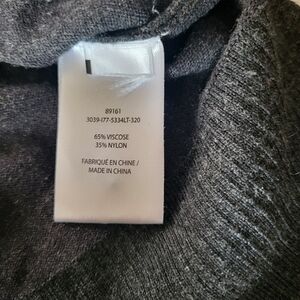 89161
3039-I77-5334LT-320
65% VISCOSE
35% NYLON
FABRIQUÉ EN CHINE /
MADE IN CHINA